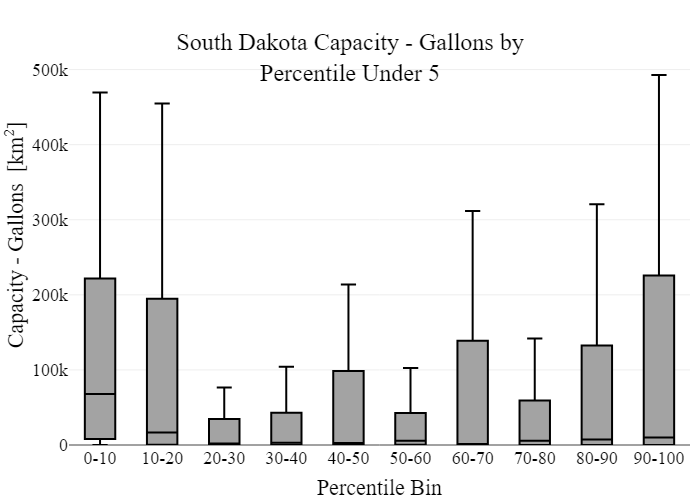 South Dakota Capacity - Gallons by
Percentile Under 5
Capacity - Gallons [km²]
500k
400k
300k
200k
100k
0
0-10 10-20 20-30 30-40 40-50 50-60 60-70 70-80 80-90 90-100
Percentile Bin